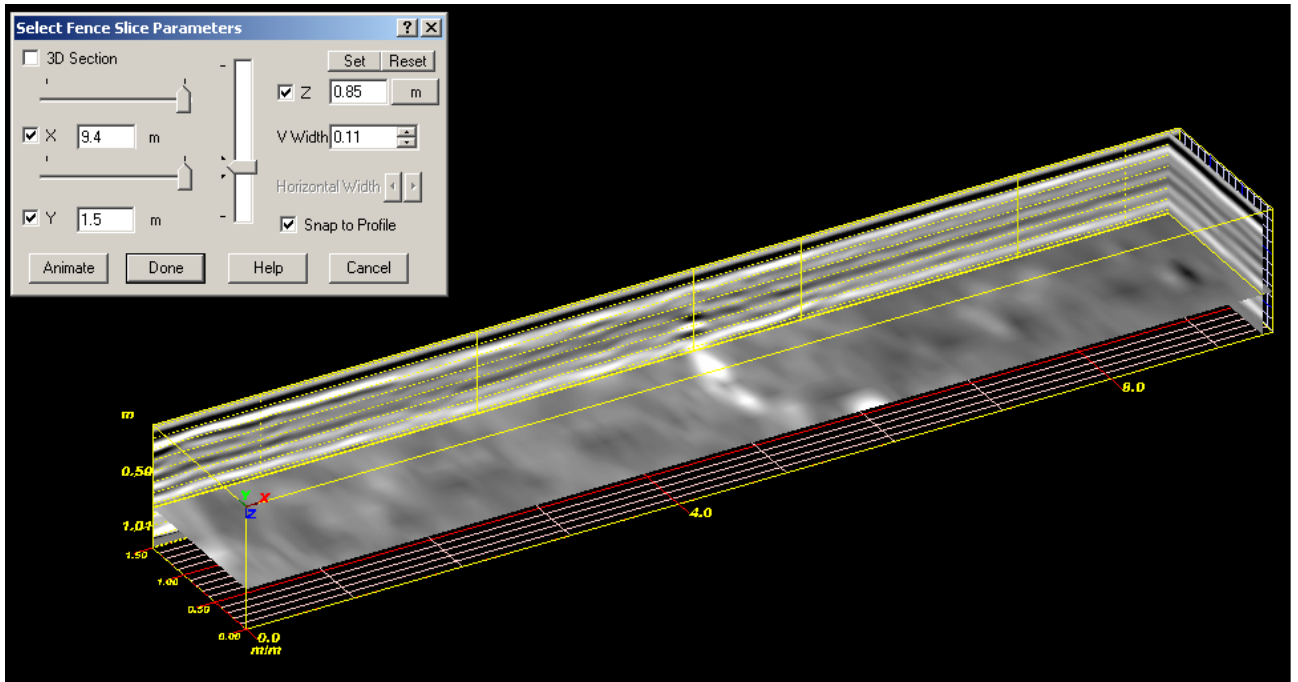 Select Fence Slice Parameters
3D Section
Set Reset
Z 0.85 m
X 9.4 m
V Width 0.11
Horizontal Width
Y 1.5 m
Snap to Profile
Animate Done Help Cancel
m
0.50
1.01
1.50
1.00
0.50
0.00
0.0
m/m
Y X
Z
4.0
8.0